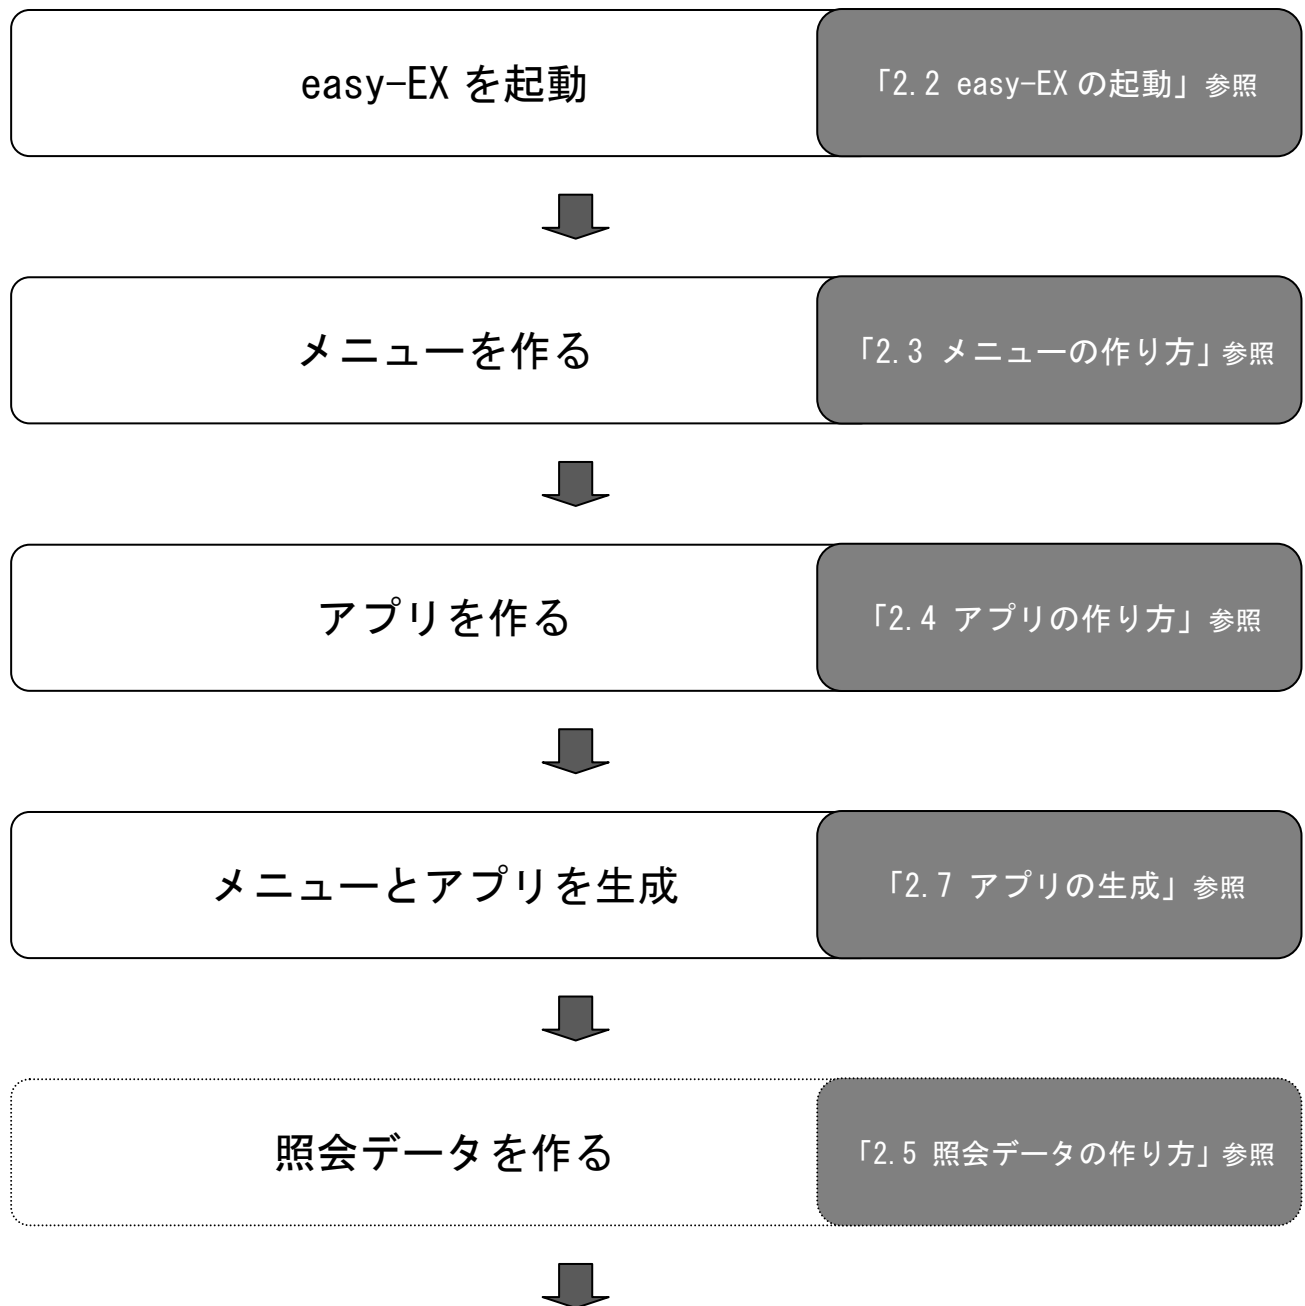 easy-EX を起動
「2.2 easy-EX の起動」参照
メニューを作る
「2.3 メニューの作り方」参照
アプリを作る
「2.4 アプリの作り方」参照
メニューとアプリを生成
「2.7 アプリの生成」参照
照会データを作る
「2.5 照会データの作り方」参照